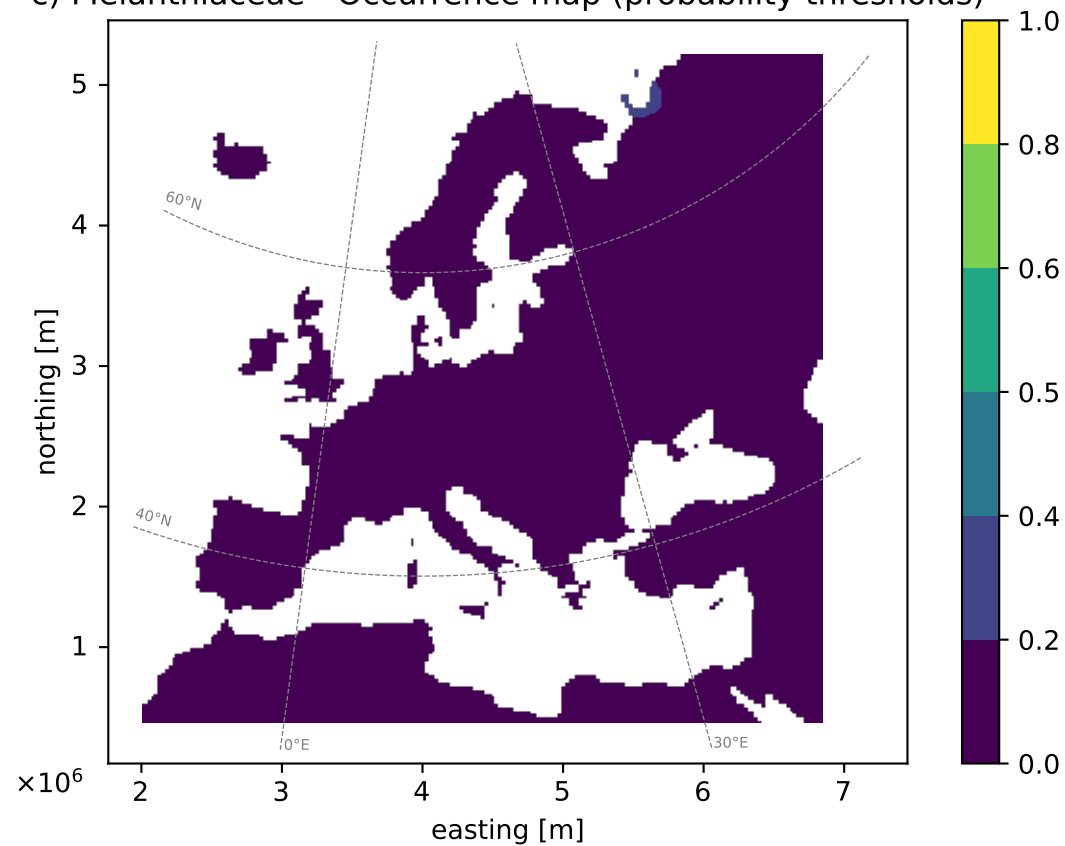 c) Melanthiaceae - Occurrence map (probability thresholds)
1.0
0.8
0.6
0.5
0.4
0.2
0.0
5
4
3
2
1
northing [m]
60°N
40°N
0°E
30°E
×10⁶
2 3 4 5 6 7
easting [m]